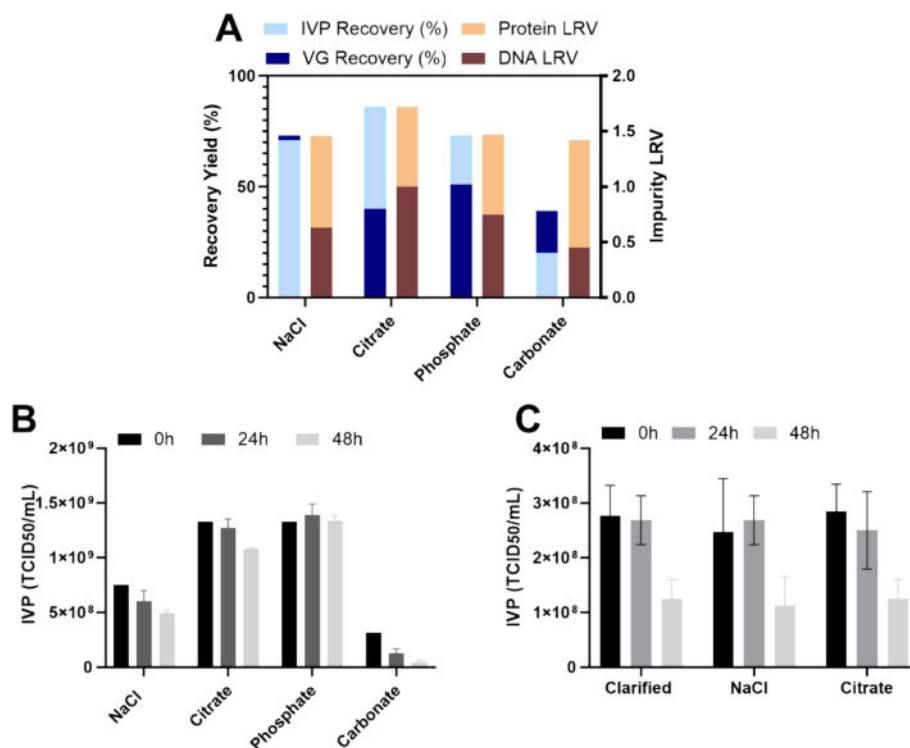 A
IVP Recovery (%) Protein LRV
VG Recovery (%) DNA LRV
Recovery Yield (%)
100
50
0
Impurity LRV
2.0
1.5
1.0
0.5
0.0
NaCl Citrate Phosphate Carbonate
B
0h 24h 48h
IVP (TCID50/mL)
2×10⁹
1.5×10⁹
1×10⁹
5×10⁸
0
NaCl Citrate Phosphate Carbonate
C
0h 24h 48h
IVP (TCID50/mL)
4×10⁸
3×10⁸
2×10⁸
1×10⁸
0
Clarified NaCl Citrate